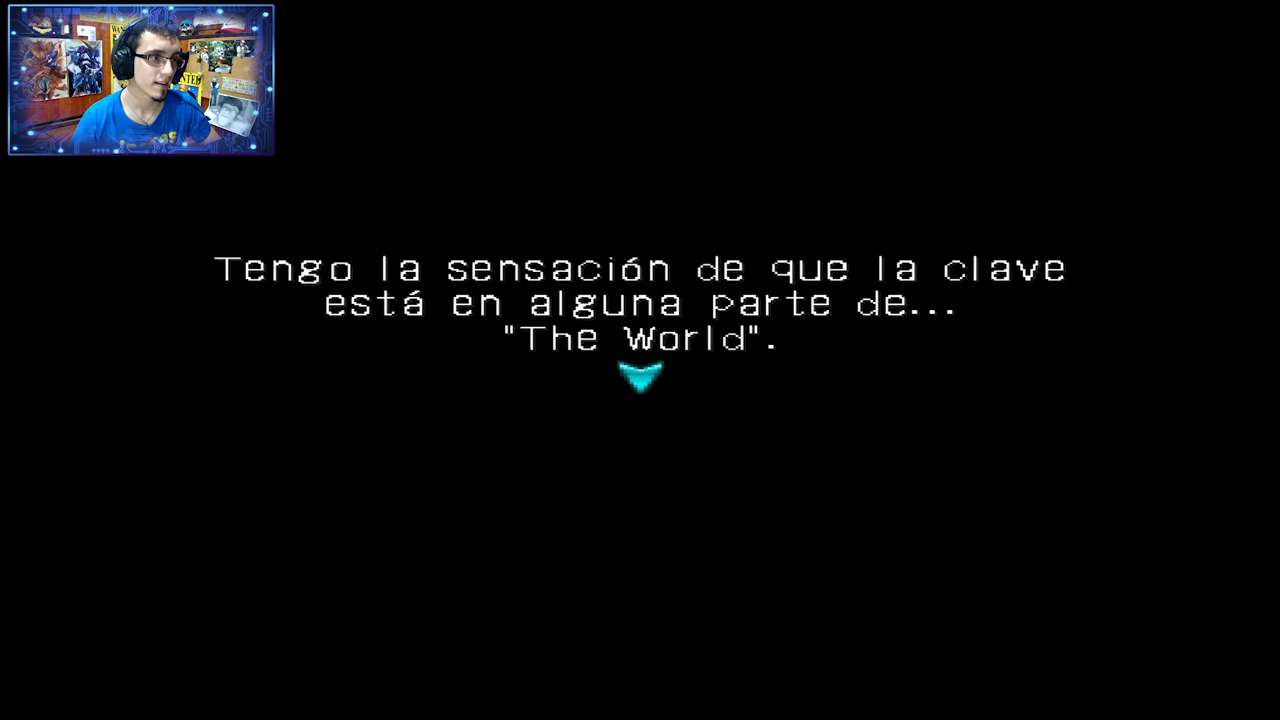 Tengo la sensación de que la clave
está en alguna parte de...
"The World".